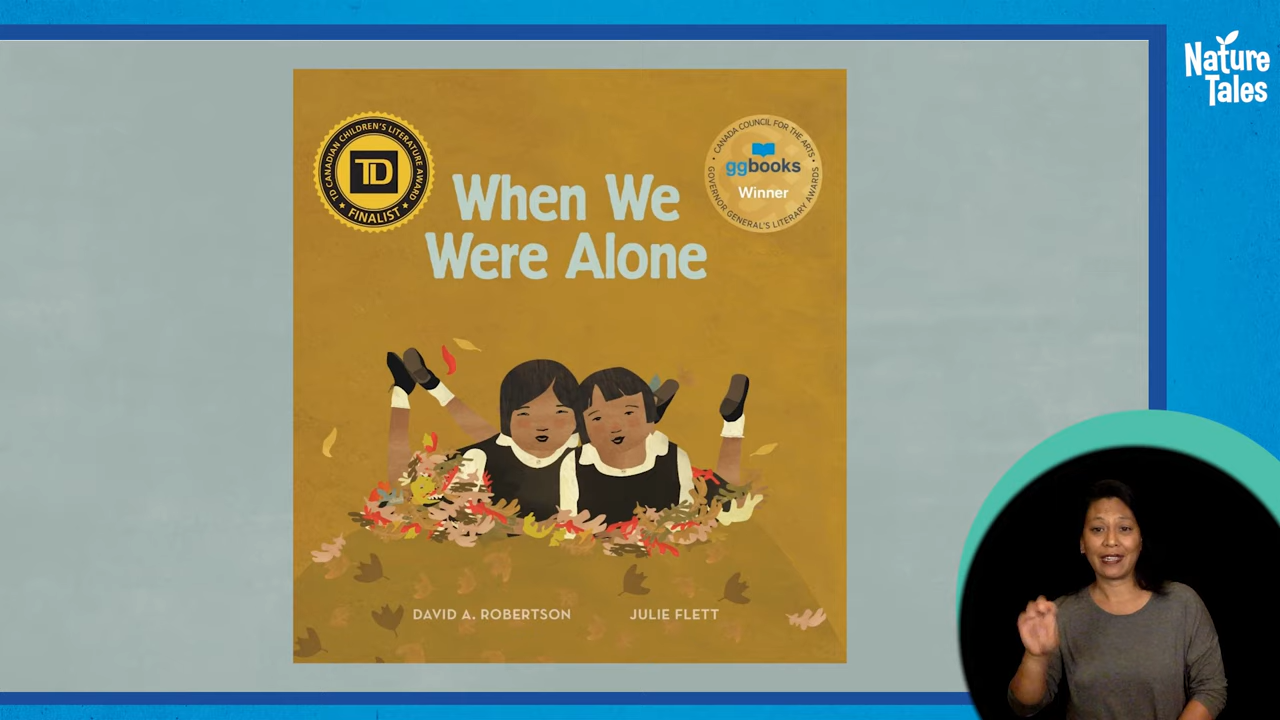 Nature
Tales
TD CANADIAN CHILDREN'S LITERATURE AWARD
TD
★ FINALIST ★
• CANADA COUNCIL FOR THE ARTS •
GOVERNOR GENERAL'S LITERARY AWARDS
ggbooks
Winner
When We
Were Alone
DAVID A. ROBERTSON JULIE FLETT